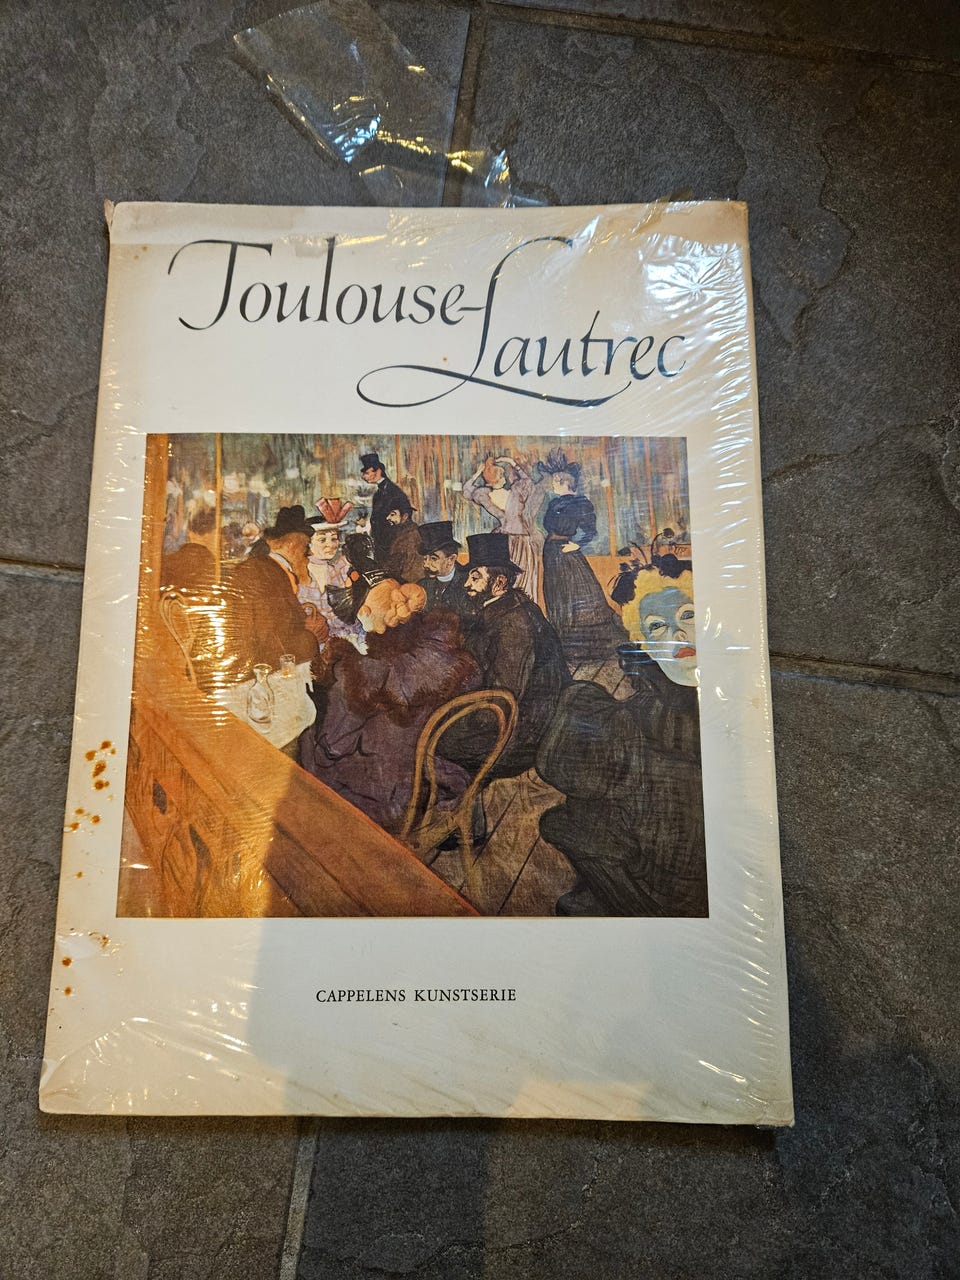 Toulouse-
Lautrec
CAPPELENS KUNSTSERIE